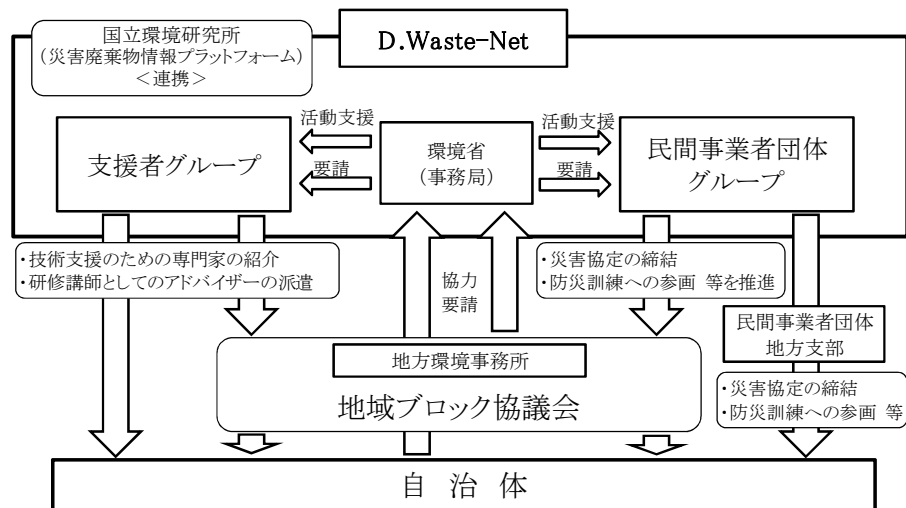 国立環境研究所
(災害廃棄物情報プラットフォーム)
＜連携＞
D.Waste-Net
支援者グループ
活動支援
要請
環境省
(事務局)
活動支援
要請
民間事業者団体
グループ
・技術支援のための専門家の紹介
・研修講師としてのアドバイザーの派遣
協力
要請
・災害協定の締結
・防災訓練への参画 等を推進
民間事業者団体
地方支部
地方環境事務所
地域ブロック協議会
・災害協定の締結
・防災訓練への参画 等
自 治 体